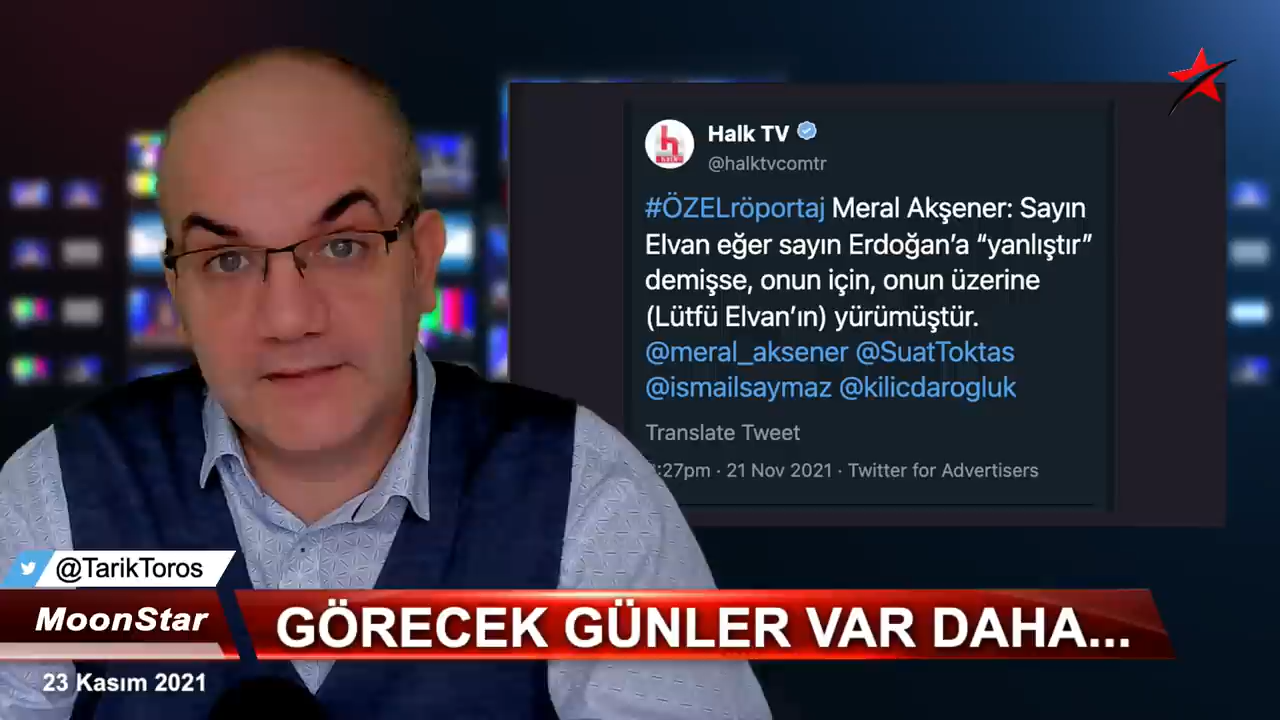 Halk TV
@halktvcomtr
#ÖZELröportaj Meral Akşener: Sayın
Elvan eğer sayın Erdoğan’a “yanlıştır”
demişse, onun için, onun üzerine
(Lütfü Elvan’ın) yürümüştür.
@meral_aksener @SuatToktas
@ismailsaymaz @kilicdarogluk
Translate Tweet
:27pm · 21 Nov 2021 · Twitter for Advertisers
@TarikToros
MoonStar
GÖRECEK GÜNLER VAR DAHA...
23 Kasım 2021